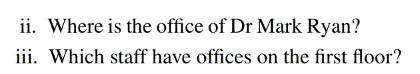 ii. Where is the office of Dr Mark Ryan?
iii. Which staff have offices on the first floor?